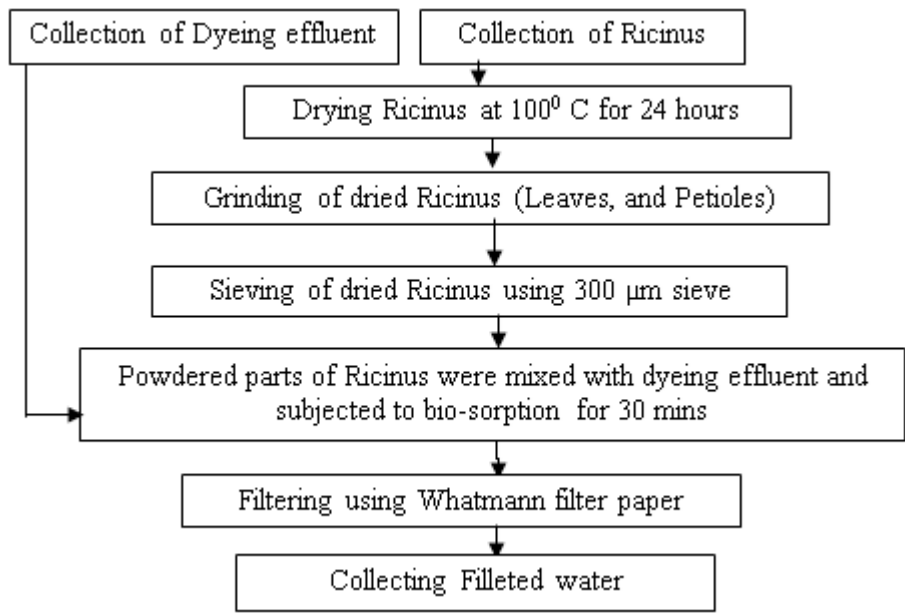 Collection of Dyeing effluent
Collection of Ricinus
Drying Ricinus at 100⁰ C for 24 hours
Grinding of dried Ricinus (Leaves, and Petioles)
Sieving of dried Ricinus using 300 µm sieve
Powdered parts of Ricinus were mixed with dyeing effluent and
subjected to bio-sorption for 30 mins
Filtering using Whatmann filter paper
Collecting Filleted water